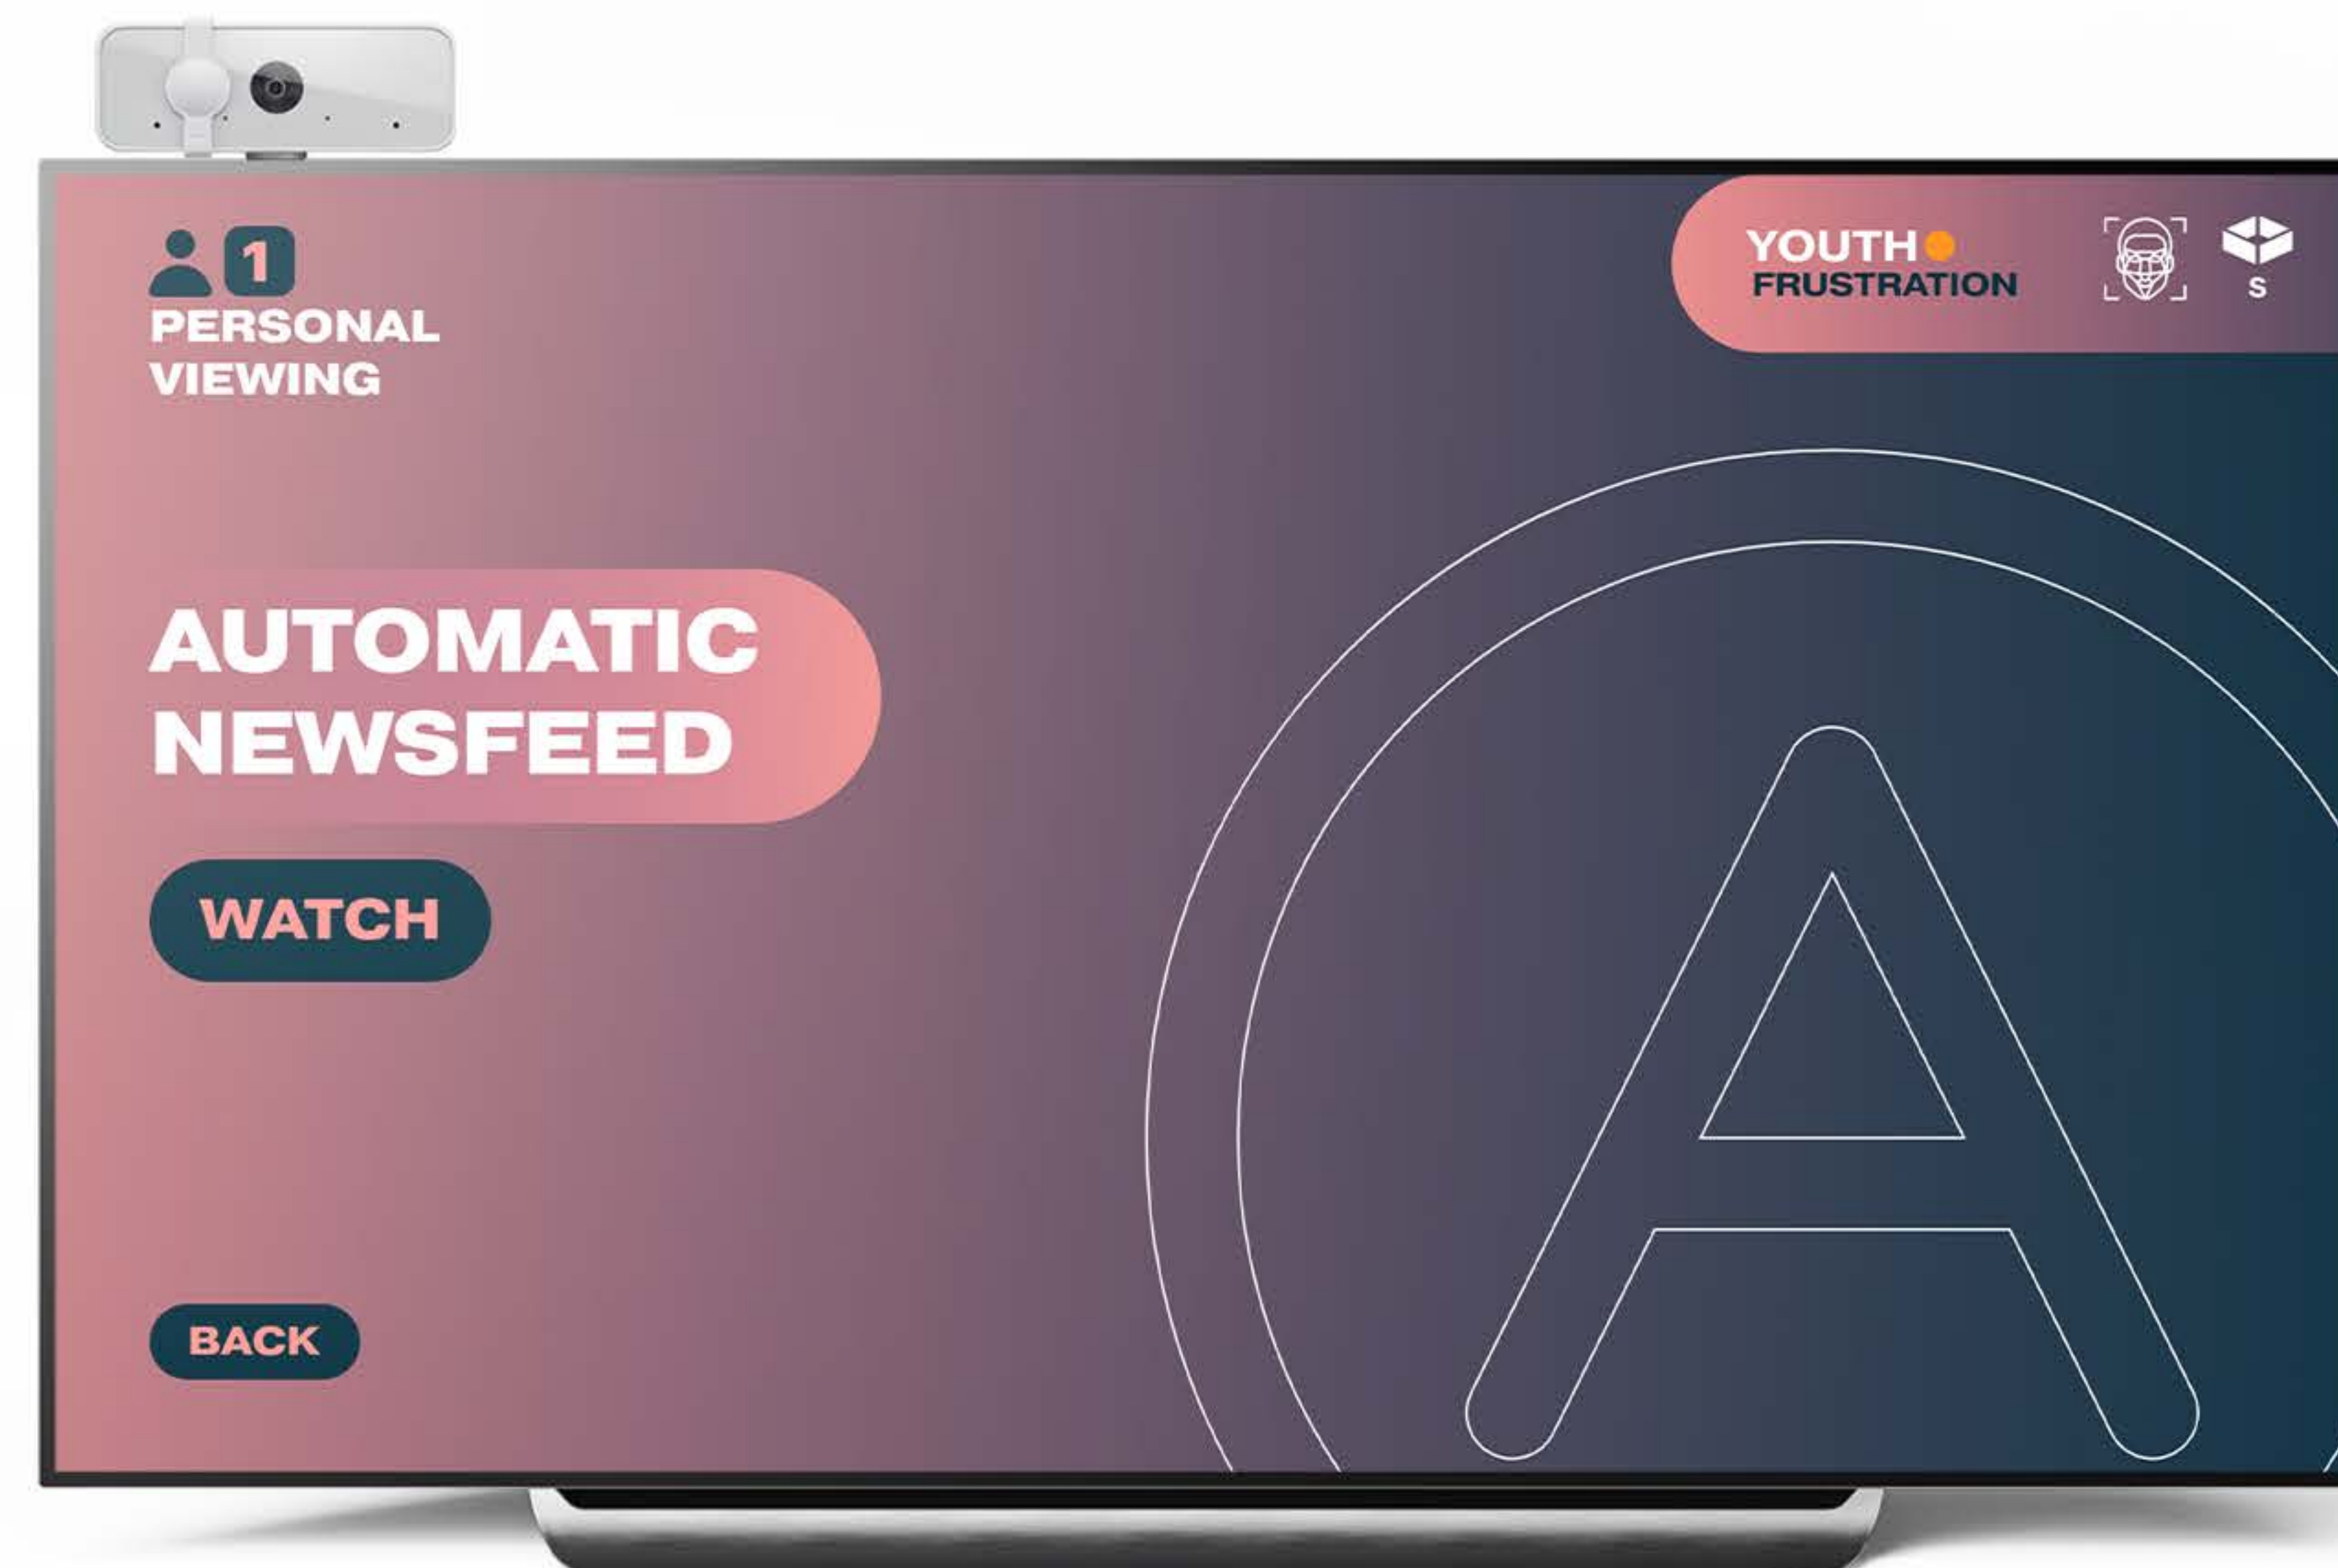 1
PERSONAL
VIEWING
YOUTH
FRUSTRATION
S
AUTOMATIC
NEWSFEED
WATCH
BACK
A